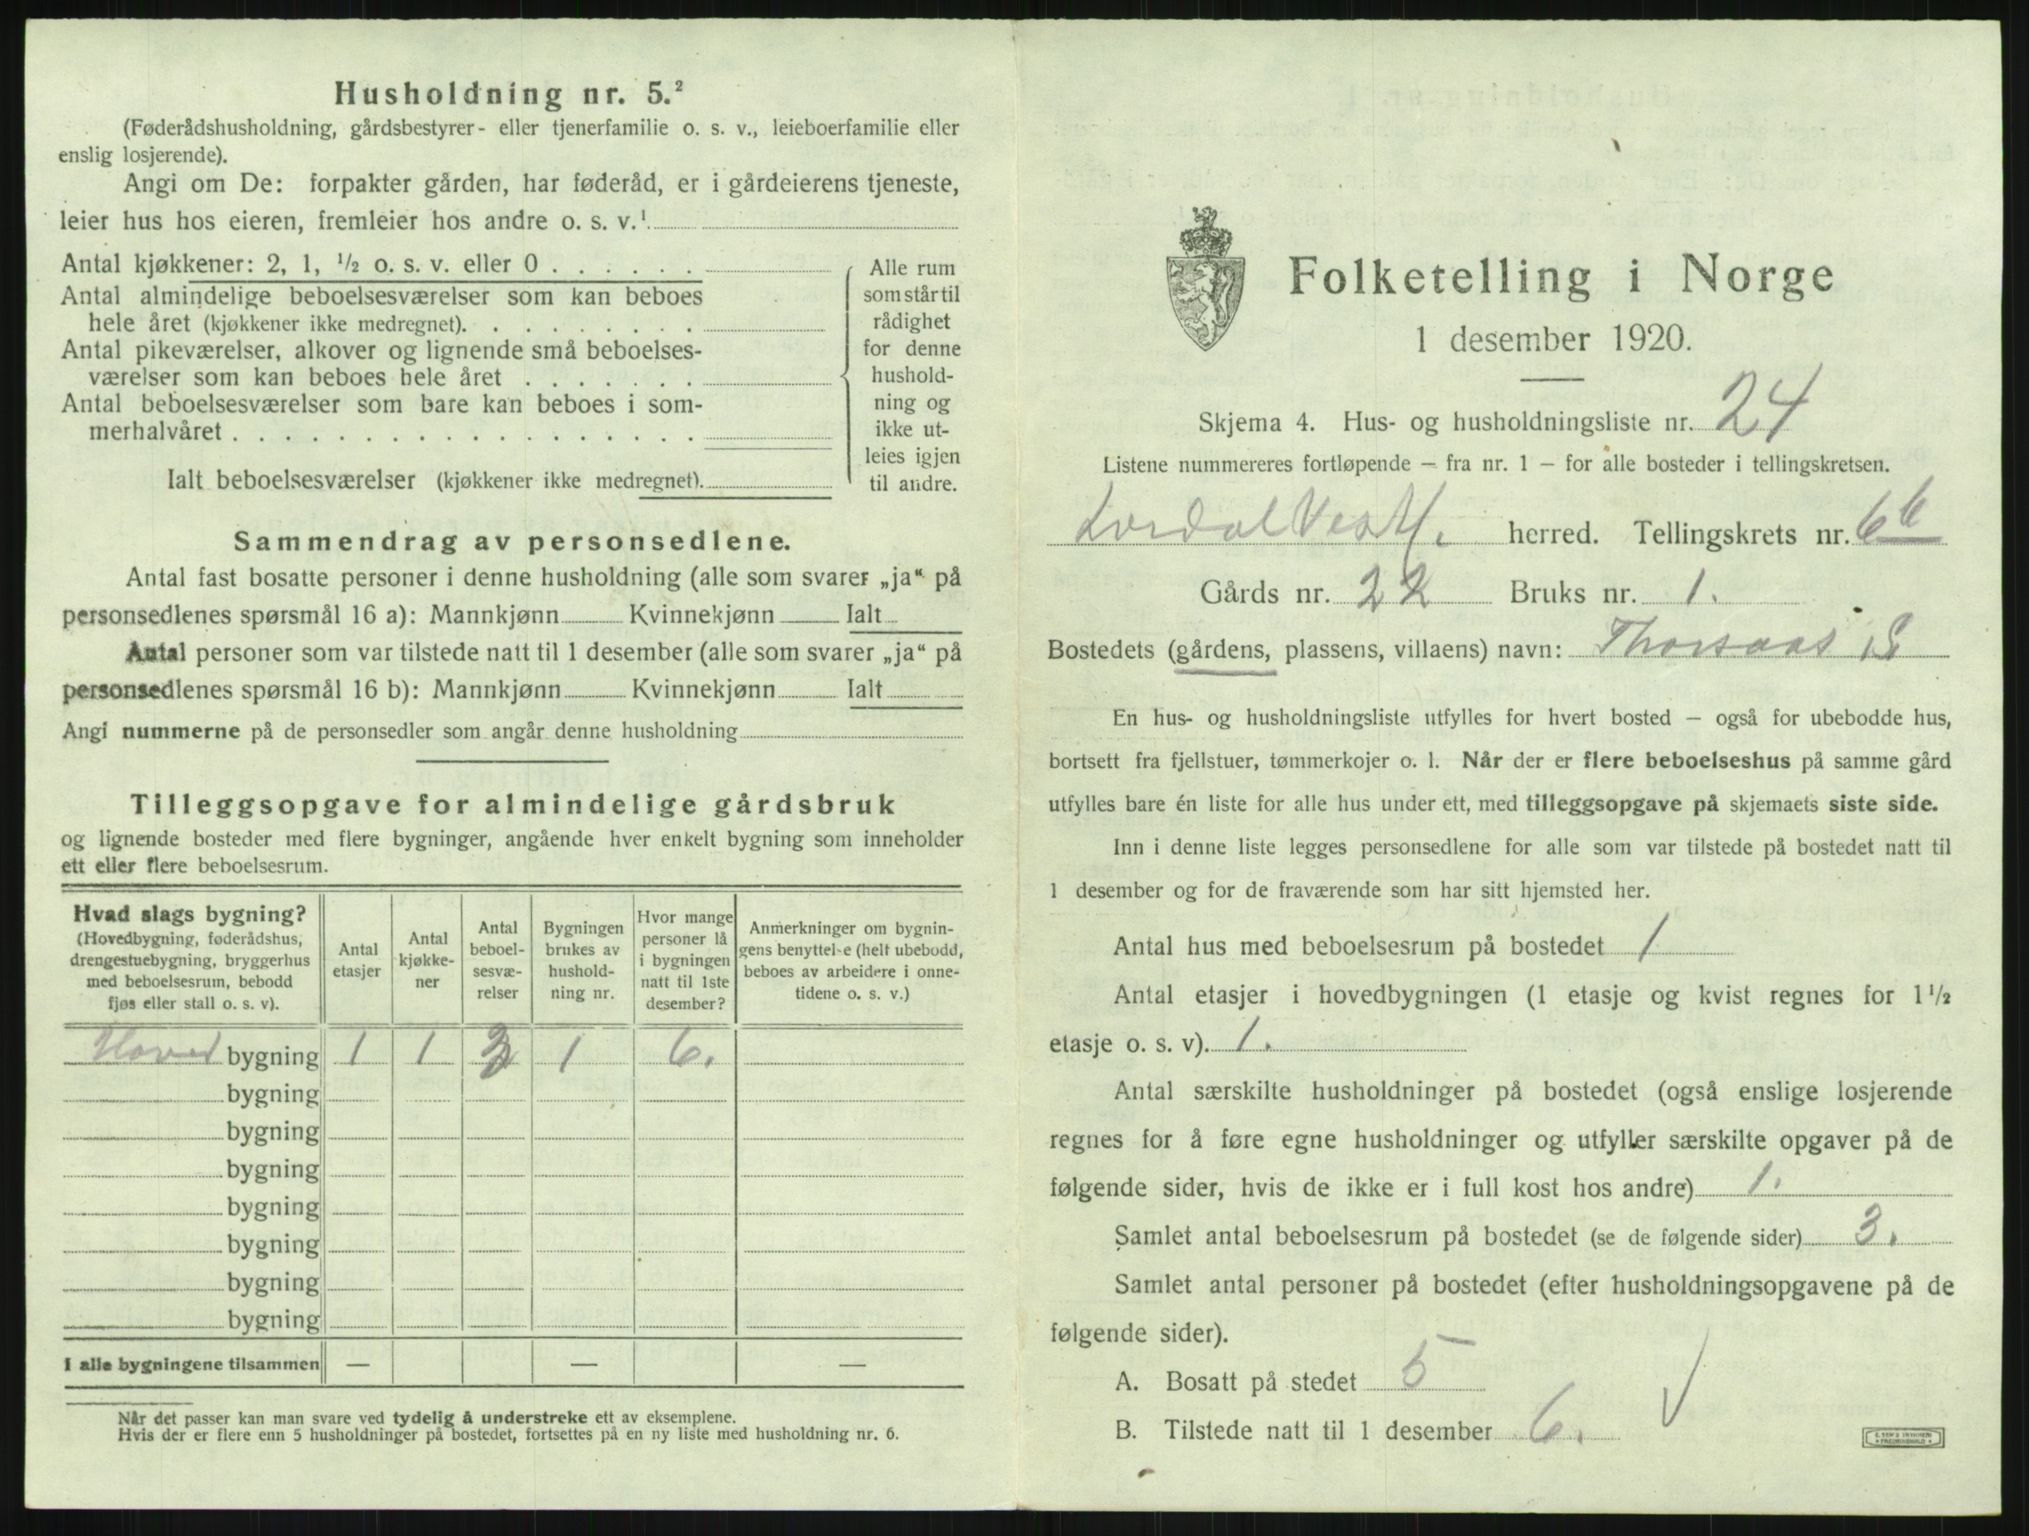 Husholdning nr. 5.²
(Føderådshusholdning, gårdsbestyrer- eller tjenerfamilie o. s. v., leieboerfamilie eller
enslig losjerende).
Angi om De: forpakter gården, har føderåd, er i gårdeierens tjeneste,
leier hus hos eieren, fremleier hos andre o. s. v.¹
Antal kjøkkener: 2, 1, ½ o. s. v. eller 0 . . . . . .
Antal almindelige beboelsesværelser som kan beboes
hele året (kjøkkener ikke medregnet). . . . . . . . .
Antal pikeværelser, alkover og lignende små beboelses-
værelser som kan beboes hele året . . . . . . .
Antal beboelsesværelser som bare kan beboes i som-
merhalvåret . . . . . . . . . . . . . . . . . .
Ialt beboelsesværelser (kjøkkener ikke medregnet).
Alle rum
som står til
rådighet
for denne
hushold-
ning og
ikke ut-
leies igjen
til andre.
Sammendrag av personsedlene.
Antal fast bosatte personer i denne husholdning (alle som svarer „ja“ på
personsedlenes spørsmål 16 a): Mannkjønn Kvinnekjønn Ialt
Antal personer som var tilstede natt til 1 desember (alle som svarer „ja“ på
personsedlenes spørsmål 16 b): Mannkjønn Kvinnekjønn Ialt
Angi nummerne på de personsedler som angår denne husholdning
Tilleggsopgave for almindelige gårdsbruk
og lignende bosteder med flere bygninger, angående hver enkelt bygning som inneholder
ett eller flere beboelsesrum.
Hvad slags bygning?
(Hovedbygning, føderådshus,
drengestuebygning, bryggerhus
med beboelsesrum, bebodd
fjøs eller stall o. s. v).
Antal
etasjer
Antal
kjøkke-
ner
Antal
beboel-
sesvæ-
relser
Bygningen
brukes av
hushold-
ning nr.
Hvor mange
personer lå
i bygningen
natt til 1ste
desember?
Anmerkninger om bygnin-
gens benyttelse (helt ubebodd,
beboes av arbeidere i onne-
tidene o. s. v.)
Hoved bygning 1 1 3 1 6.
bygning
bygning
bygning
bygning
bygning
bygning
bygning
I alle bygningene tilsammen — — —
Når det passer kan man svare ved tydelig å understreke ett av eksemplene.
Hvis der er flere enn 5 husholdninger på bostedet, fortsettes på en ny liste med husholdning nr. 6.
Folketelling i Norge
1 desember 1920.
Skjema 4. Hus- og husholdningsliste nr. 24
Listene nummereres fortløpende – fra nr. 1 – for alle bosteder i tellingskretsen.
herred. Tellingskrets nr. 6
Gårds nr. 22 Bruks nr. 1.
Bostedets (gårdens, plassens, villaens) navn: Thorsaas S
En hus- og husholdningsliste utfylles for hvert bosted – også for ubebodde hus,
bortsett fra fjellstuer, tømmerkojer o. l. Når der er flere beboelseshus på samme gård
utfylles bare én liste for alle hus under ett, med tilleggsopgave på skjemaets siste side.
Inn i denne liste legges personsedlene for alle som var tilstede på bostedet natt til
1 desember og for de fraværende som har sitt hjemsted her.
Antal hus med beboelsesrum på bostedet 1
Antal etasjer i hovedbygningen (1 etasje og kvist regnes for 1½
etasje o. s. v). 1.
Antal særskilte husholdninger på bostedet (også enslige losjerende
regnes for å føre egne husholdninger og utfyller særskilte opgaver på de
følgende sider, hvis de ikke er i full kost hos andre) 1.
Samlet antal beboelsesrum på bostedet (se de følgende sider) 3.
Samlet antal personer på bostedet (efter husholdningsopgavene på de
følgende sider).
A. Bosatt på stedet 5
B. Tilstede natt til 1 desember 6.